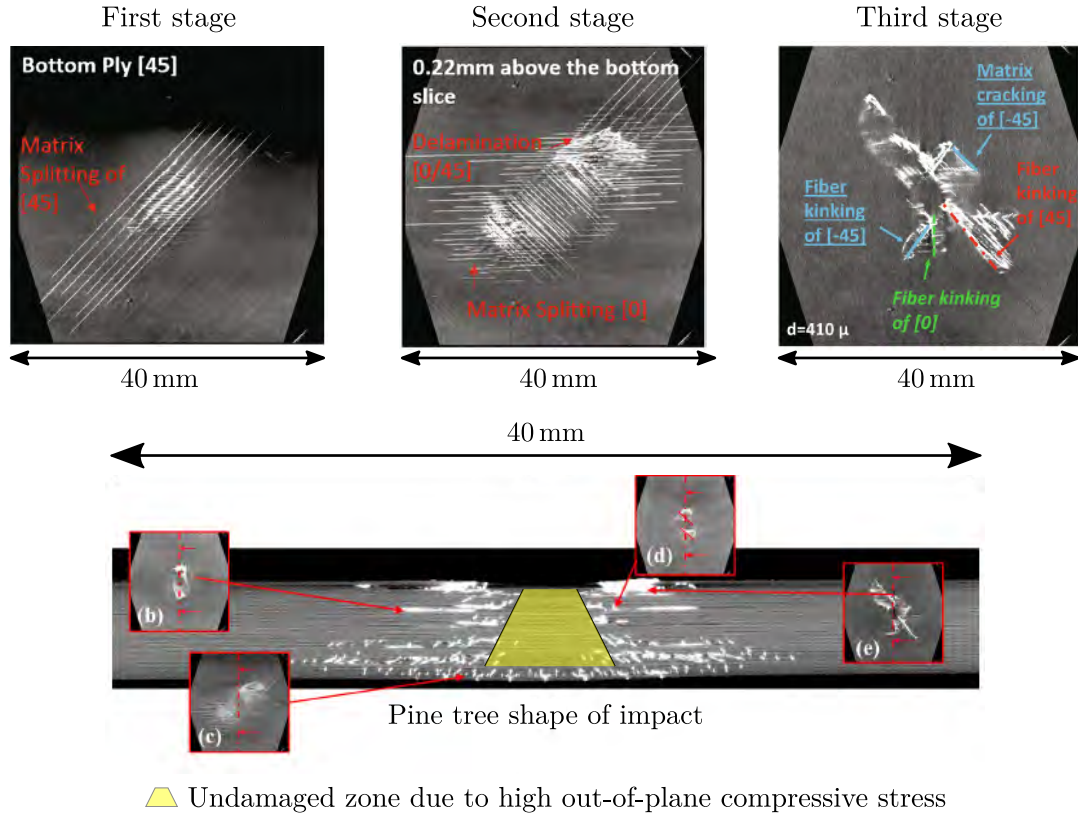 First stage
Second stage
Third stage
Bottom Ply [45]
Matrix
Splitting of
[45]
0.22mm above the bottom
slice
Delamination
[0/45]
Matrix Splitting [0]
Matrix
cracking
of [-45]
Fiber
kinking
of [45]
Fiber
kinking
of [-45]
Fiber kinking
of [0]
d=410 μ
40 mm
40 mm
40 mm
40 mm
(b)
(d)
(e)
(c)
Pine tree shape of impact
Undamaged zone due to high out-of-plane compressive stress